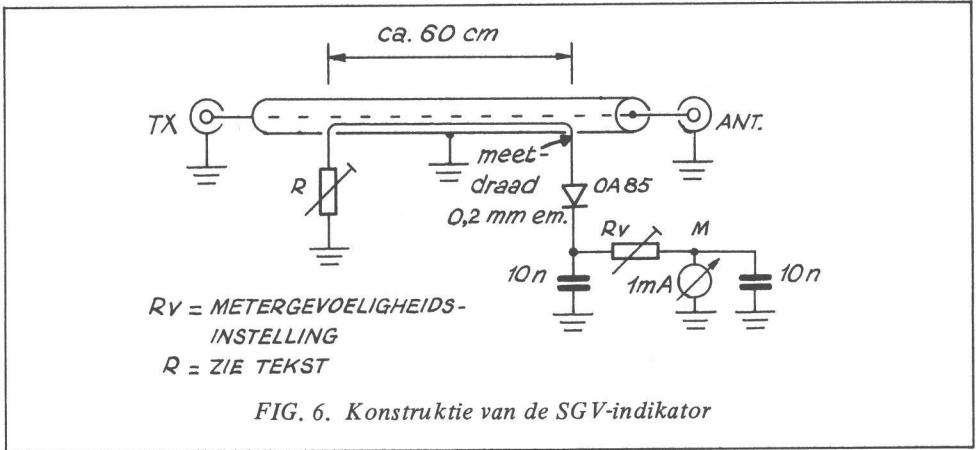 ca. 60 cm
TX
ANT.
R
meet-
draad
0,2 mm em.
OA85
Rv
M
10n
1mA
10n
Rv = METERGEVOELIGHEIDS-
INSTELLING
R = ZIE TEKST
FIG. 6. Konstruktie van de SGV-indikator